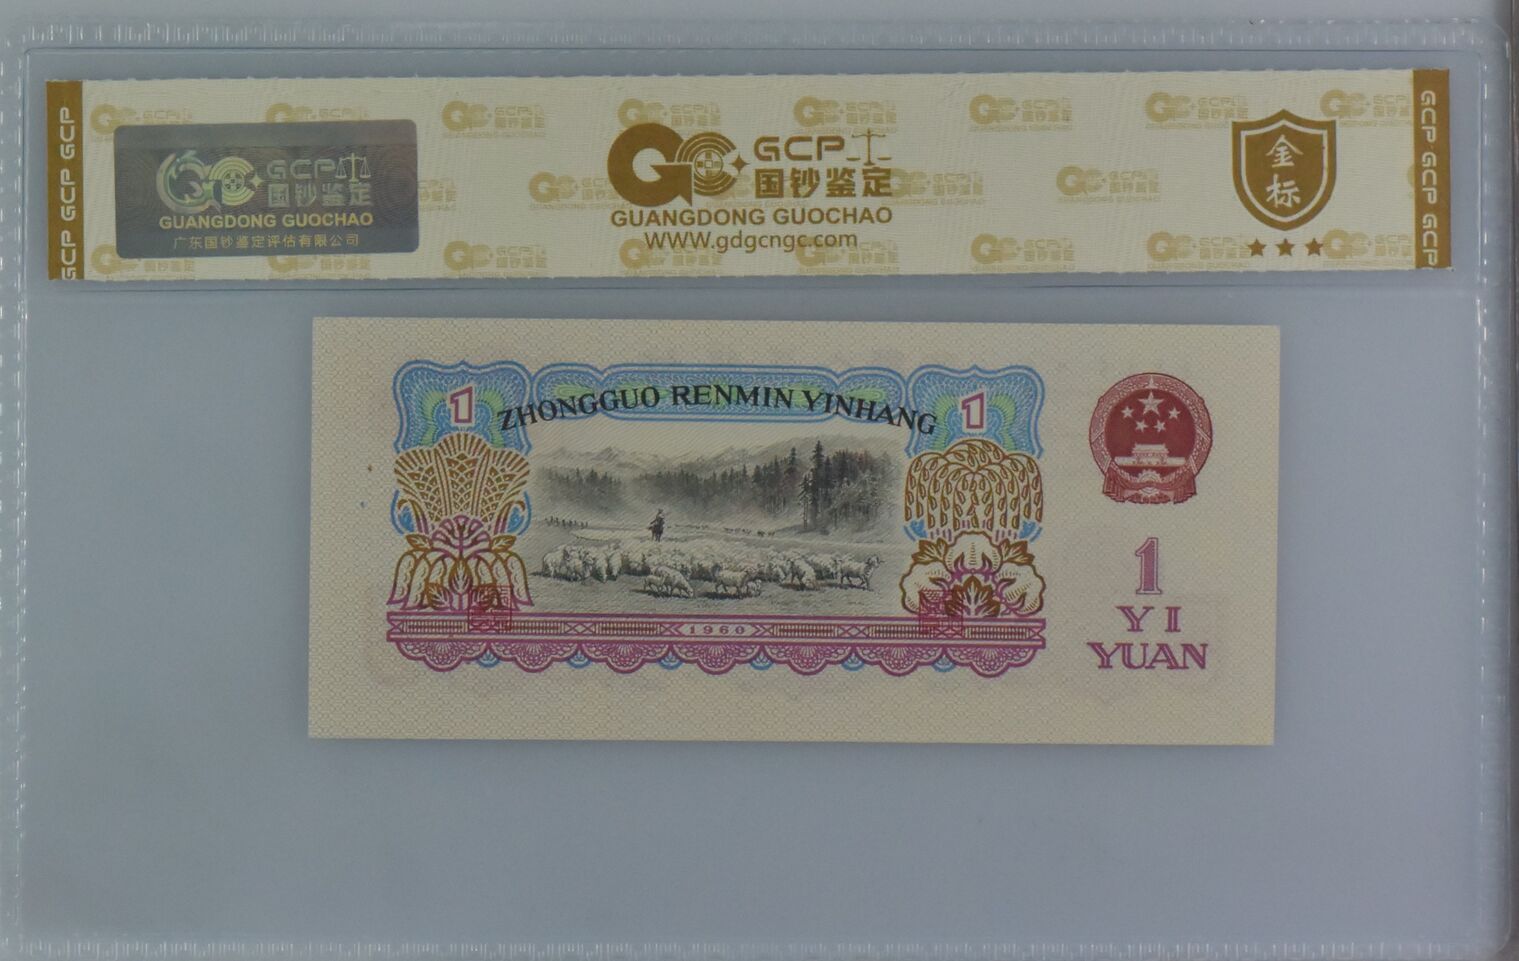 GCP GCP GCP
GCP
国钞鉴定
GUANGDONG GUOCHAO
广东国钞鉴定评估有限公司
GCP
国钞鉴定
GUANGDONG GUOCHAO
WWW.gdgcngc.com
金
标
GCP GCP GCP
ZHONGGUO RENMIN YINHANG
1
1
1960
1
YI
YUAN